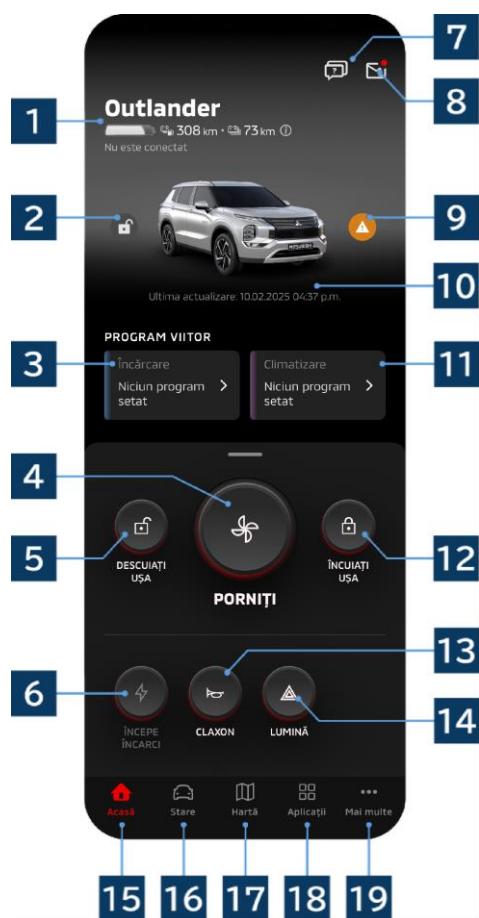 7
8
Outlander
1
308 km • 73 km
Nu este conectat
2
9
MITSUBISHI
10
Ultima actualizare: 10.02.2025 04:37 p.m.
PROGRAM VIITOR
3
Încărcare
Climatizare
11
Niciun program
setat
Niciun program
setat
4
5
DESCUIAȚI
UȘA
ÎNCUIAȚI
UȘA
12
PORNIȚI
13
6
14
ÎNCEPE
ÎNCARCI
CLAXON
LUMINĂ
Acasă
Stare
Hartă
Aplicații
Mai multe
15
16
17
18
19